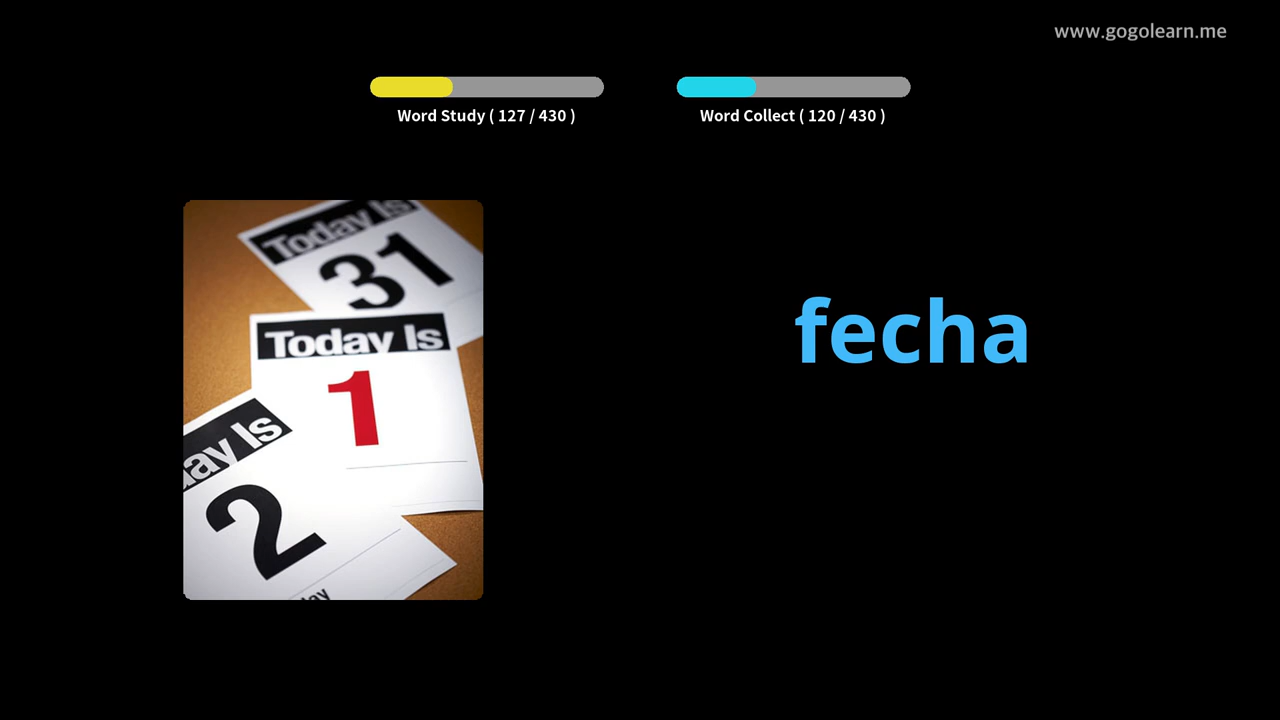 www.gogolearn.me
Word Study ( 127 / 430 )
Word Collect ( 120 / 430 )
Today Is
31
Today Is
1
ay Is
2
fecha